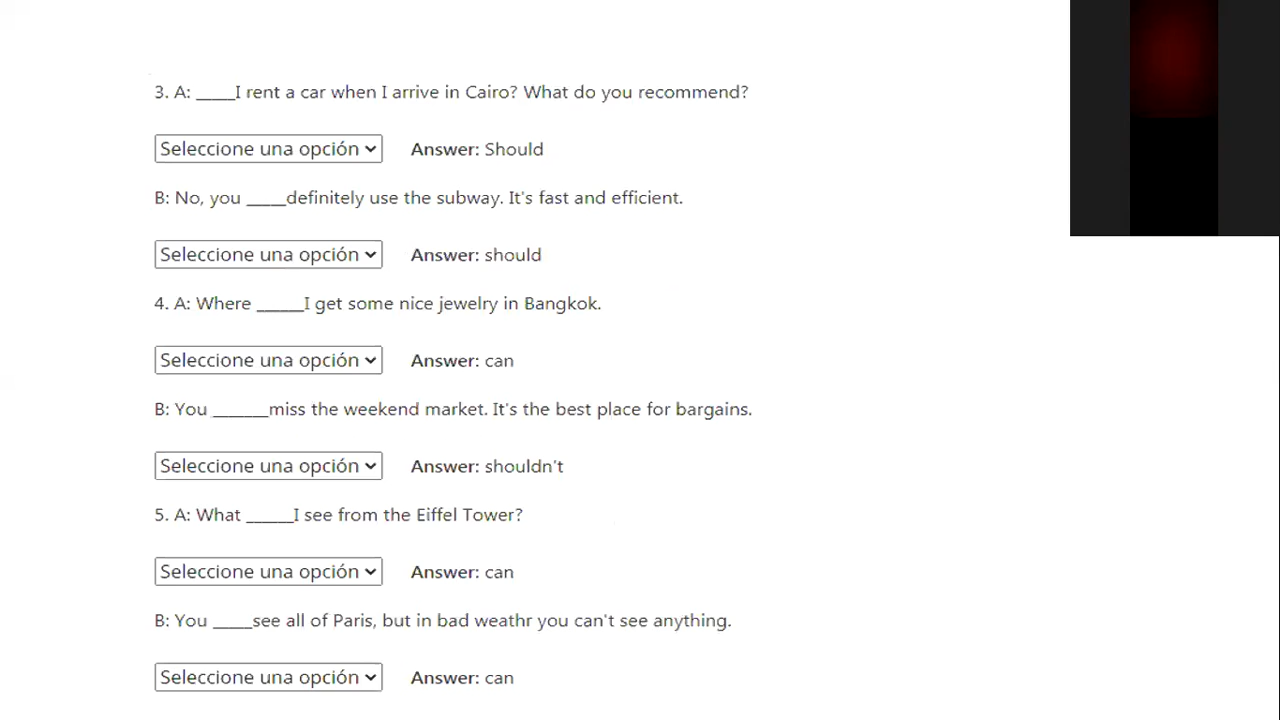 3. A: _____I rent a car when I arrive in Cairo? What do you recommend?
Seleccione una opción Answer: Should
B: No, you _____definitely use the subway. It's fast and efficient.
Seleccione una opción Answer: should
4. A: Where ______I get some nice jewelry in Bangkok.
Seleccione una opción Answer: can
B: You _______miss the weekend market. It's the best place for bargains.
Seleccione una opción Answer: shouldn't
5. A: What ______I see from the Eiffel Tower?
Seleccione una opción Answer: can
B: You _____see all of Paris, but in bad weathr you can't see anything.
Seleccione una opción Answer: can